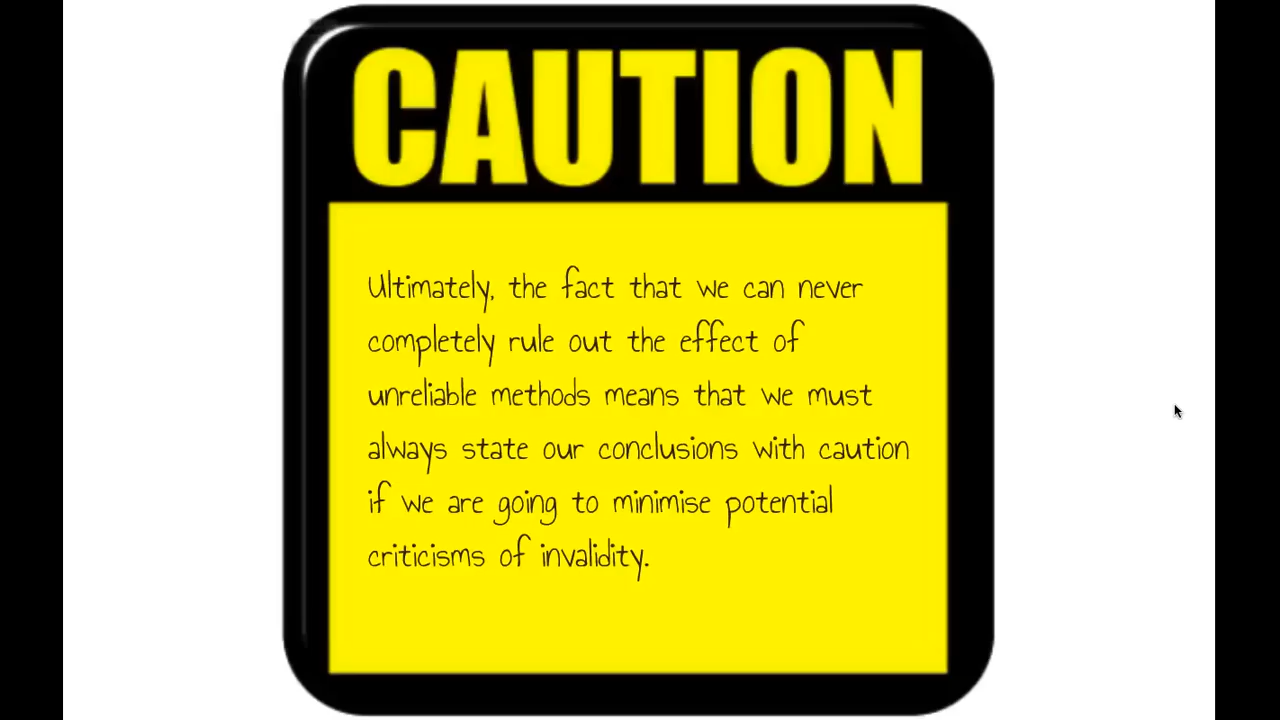 CAUTION
Ultimately, the fact that we can never
completely rule out the effect of
unreliable methods means that we must
always state our conclusions with caution
if we are going to minimise potential
criticisms of invalidity.